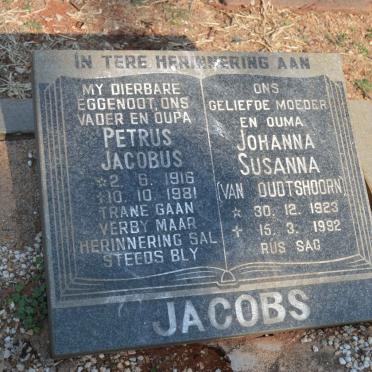 IN TERE HERINNERING AAN
MY DIERBARE
EGGENOOT, ONS
VADER EN OUPA
PETRUS
JACOBUS
☆ 2. 6. 1916
✝ 10. 10. 1981
TRANE GAAN
VERBY MAAR
HERINNERING SAL
STEEDS BLY
ONS
GELIEFDE MOEDER
EN OUMA
JOHANNA
SUSANNA
(VAN OUDTSHOORN)
☆ 30. 12. 1923
✝ 15. 3. 1992
RUS SAG
JACOBS